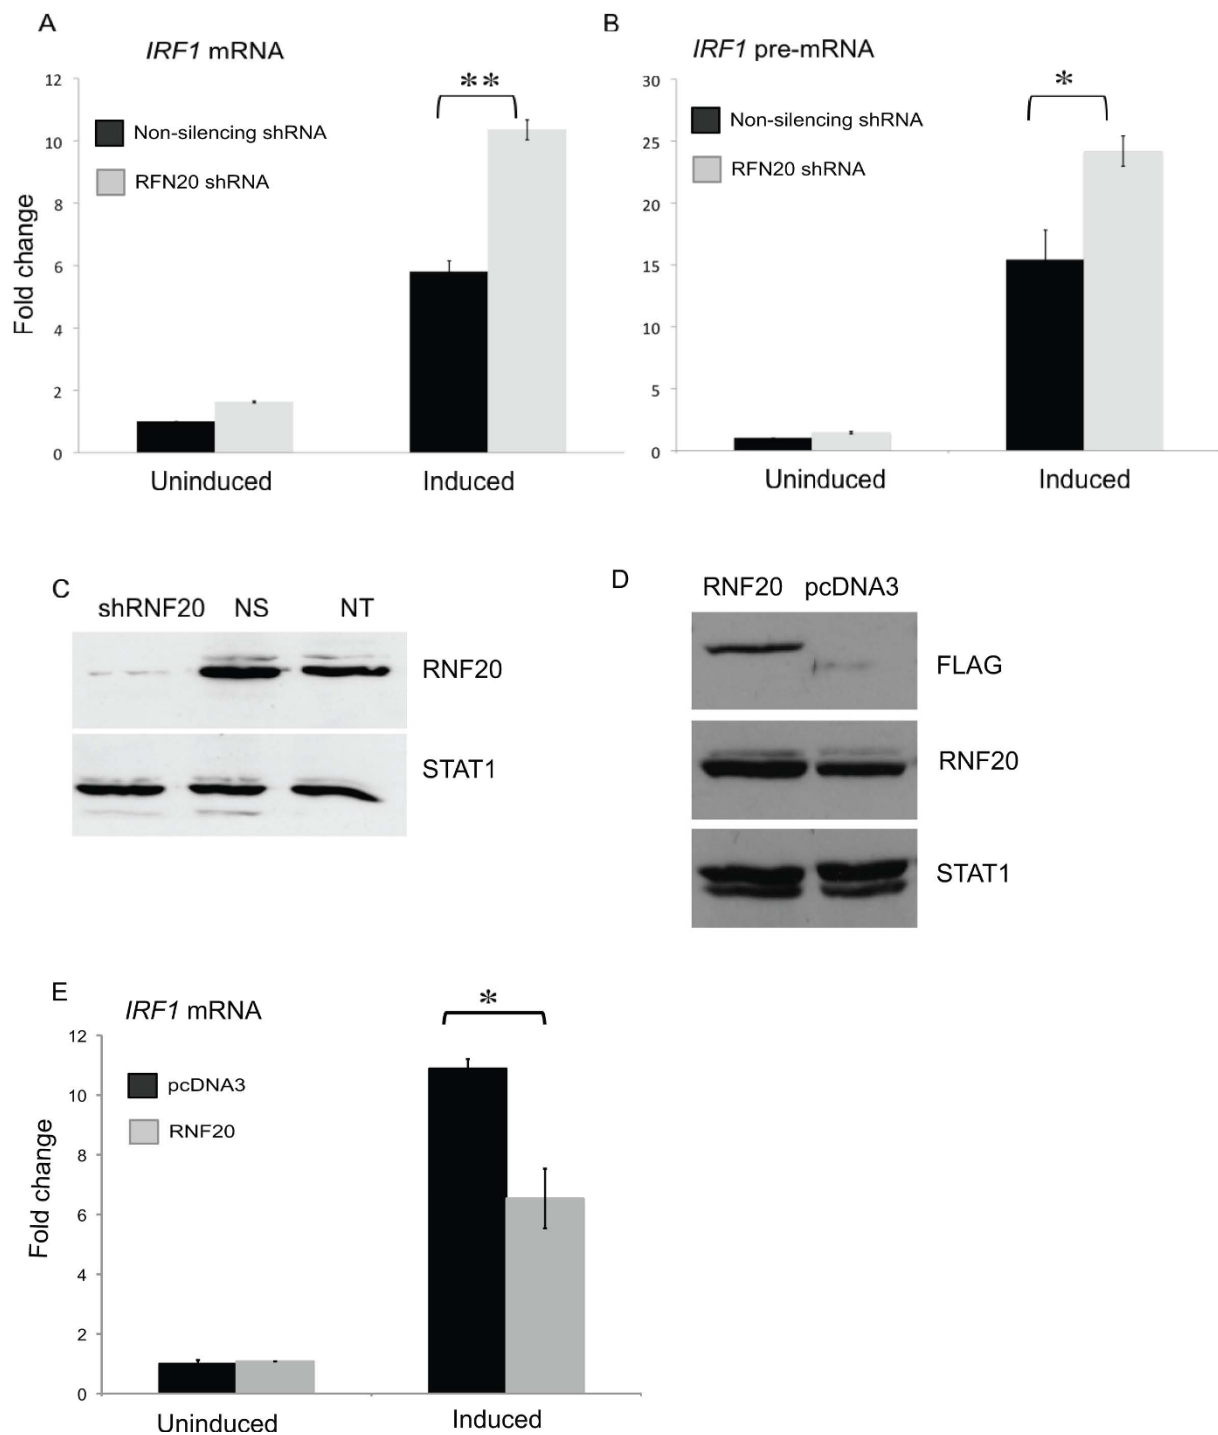 A
IRF1 mRNA
12
10
8
6
4
2
0
Fold change
**
Non-silencing shRNA
RFN20 shRNA
Uninduced
Induced
B
IRF1 pre-mRNA
30
25
20
15
10
5
0
*
Non-silencing shRNA
RFN20 shRNA
Uninduced
Induced
C
shRNF20 NS NT
RNF20
STAT1
D
RNF20 pcDNA3
FLAG
RNF20
STAT1
E
IRF1 mRNA
12
10
8
6
4
2
0
Fold change
*
pcDNA3
RNF20
Uninduced
Induced